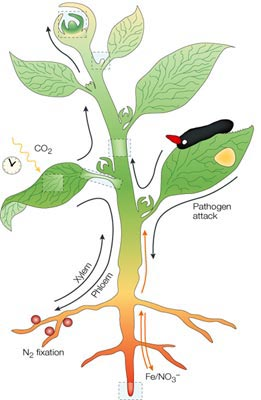 CO₂
Pathogen
attack
Xylem
Phloem
N₂ fixation
Fe/NO₃⁻